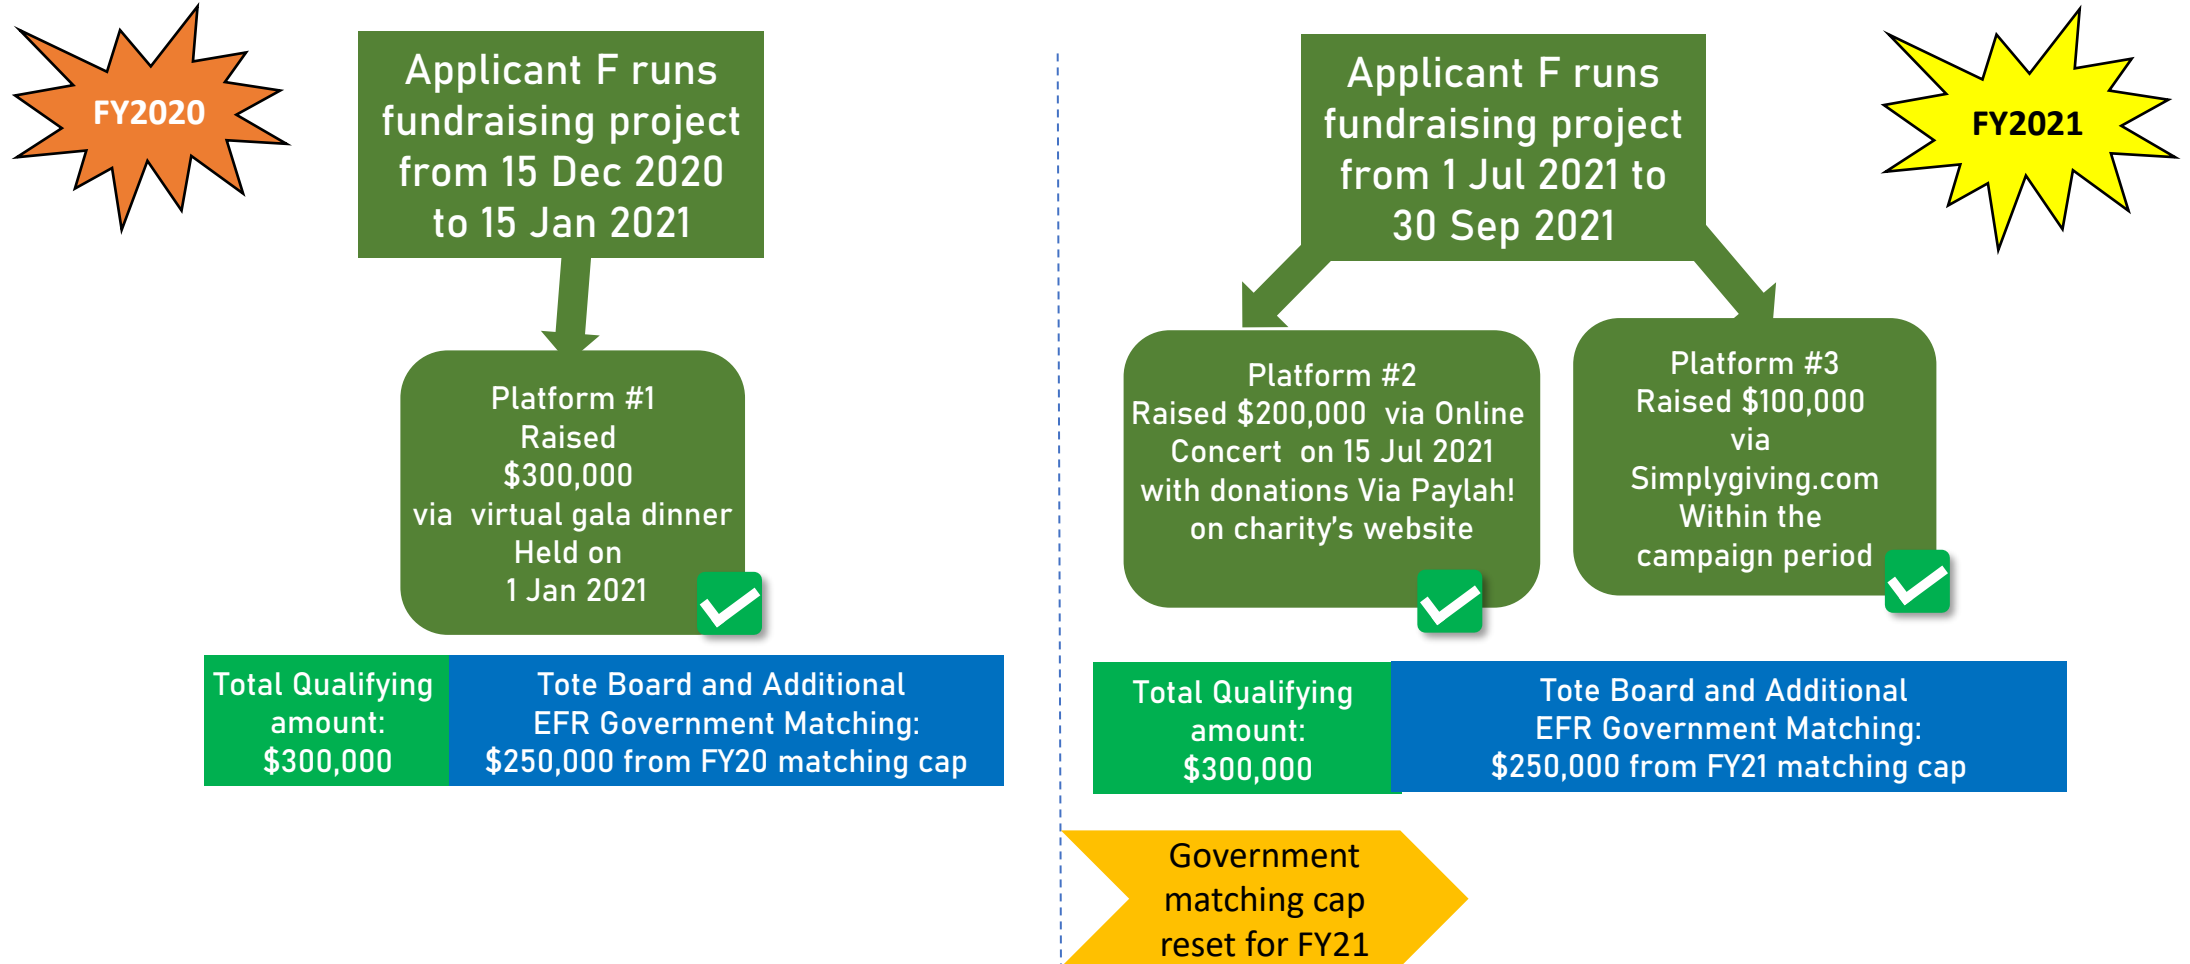 FY2020
Applicant F runs
fundraising project
from 15 Dec 2020
to 15 Jan 2021
Platform #1
Raised
$300,000
via virtual gala dinner
Held on
1 Jan 2021
Total Qualifying
amount:
$300,000
Tote Board and Additional
EFR Government Matching:
$250,000 from FY20 matching cap
Applicant F runs
fundraising project
from 1 Jul 2021 to
30 Sep 2021
FY2021
Platform #2
Raised $200,000 via Online
Concert on 15 Jul 2021
with donations Via Paylah!
on charity’s website
Platform #3
Raised $100,000
via
Simplygiving.com
Within the
campaign period
Total Qualifying
amount:
$300,000
Tote Board and Additional
EFR Government Matching:
$250,000 from FY21 matching cap
Government
matching cap
reset for FY21